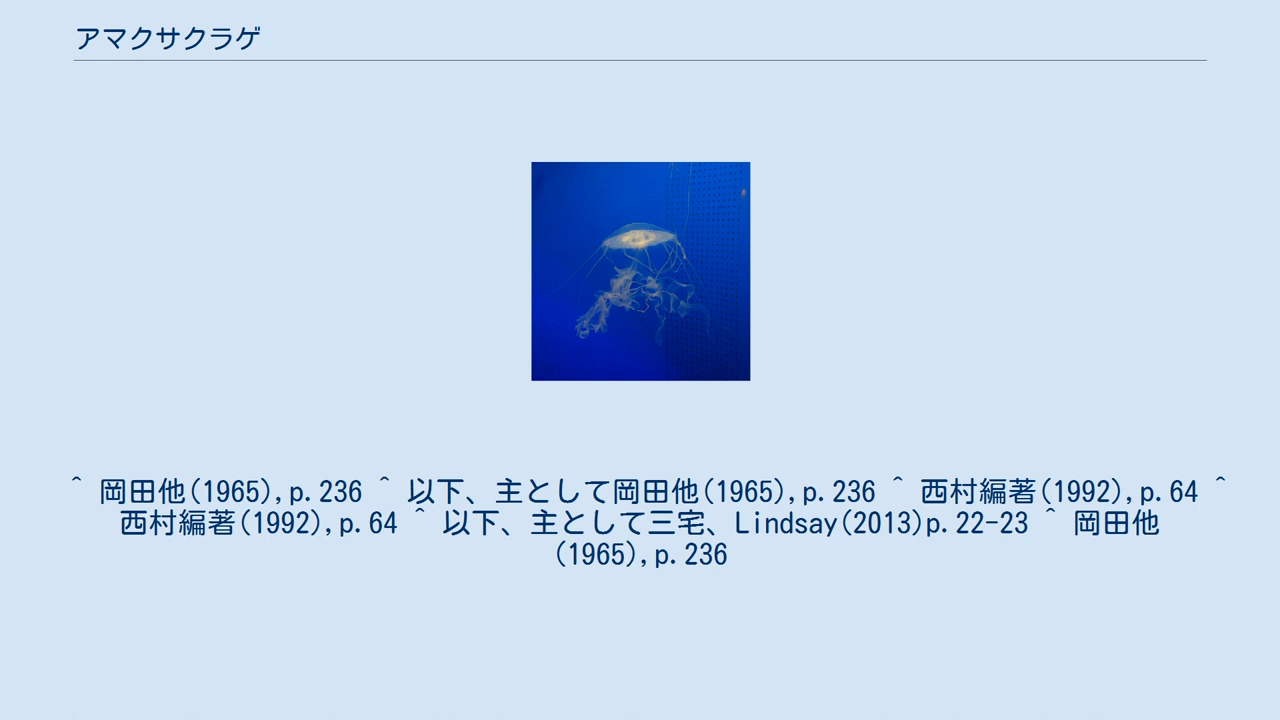 アマクサクラゲ
^ 岡田他(1965),p.236 ^ 以下、主として岡田他(1965),p.236 ^ 西村編著(1992),p.64 ^
西村編著(1992),p.64 ^ 以下、主として三宅、Lindsay(2013)p.22-23 ^ 岡田他
(1965),p.236